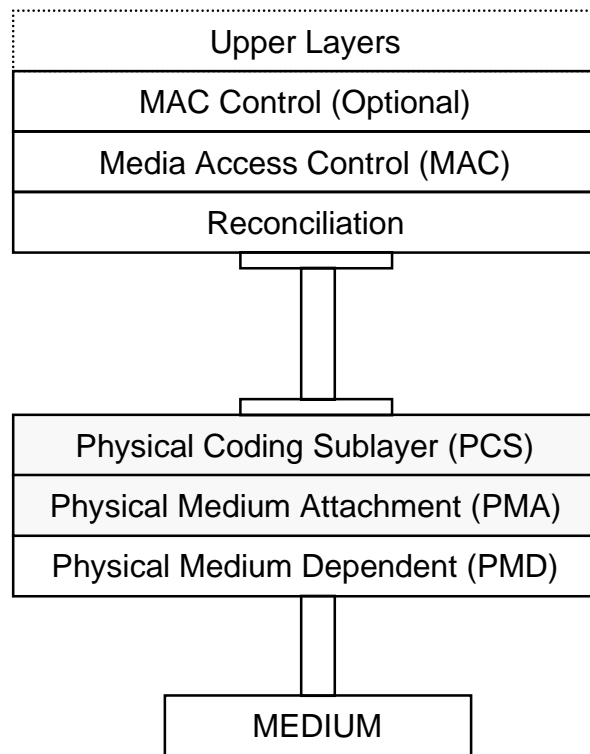 Upper Layers
MAC Control (Optional)
Media Access Control (MAC)
Reconciliation
Physical Coding Sublayer (PCS)
Physical Medium Attachment (PMA)
Physical Medium Dependent (PMD)
MEDIUM